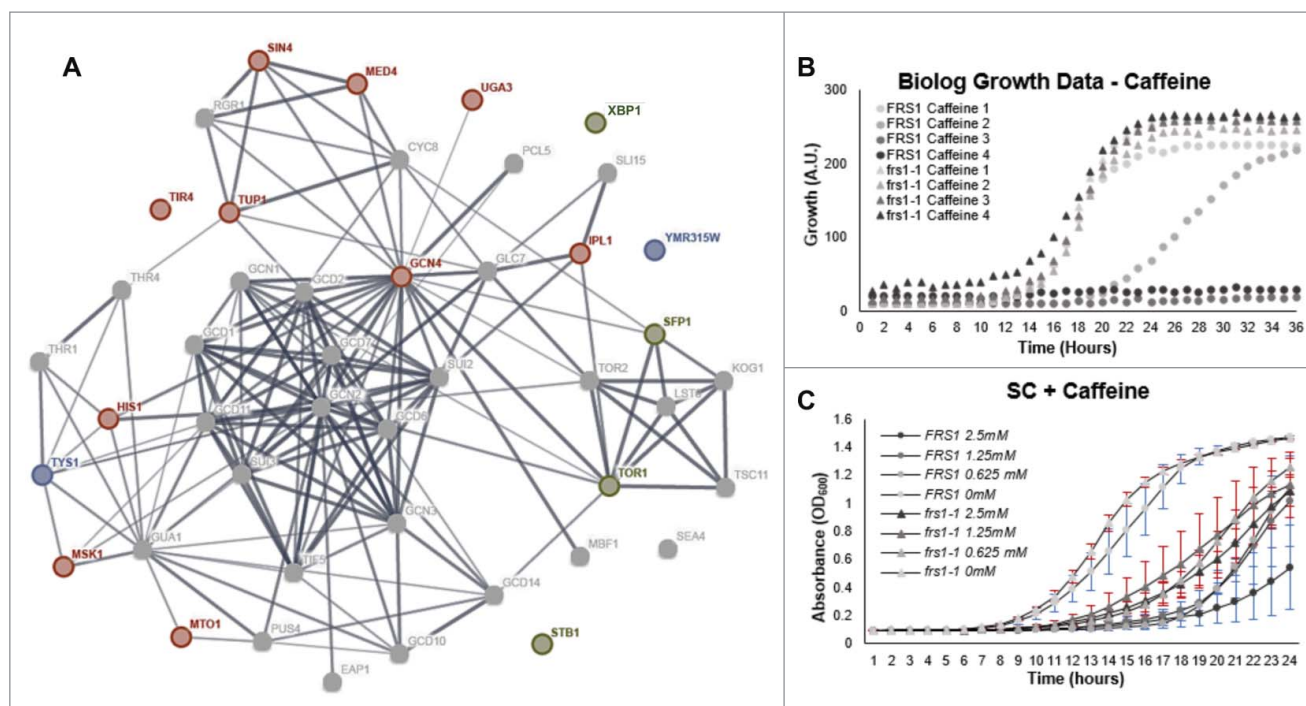 A
SIN4
MED4
UGA3
RGR1
XBP1
CYC8
PCL5
SLI15
TIR4
TUP1
IPL1
YMR315W
GCN4
GLC7
THR4
GCN1
GCD2
SFP1
GCD1
GCD7
THR1
SUI2
TOR2
KOG1
GCN2
LST8
HIS1
GCD11
GCD6
TYS1
SUI3
TOR1
TSC11
GCN3
GUA1
SEA4
MSK1
TIF5
MBF1
GCD14
MTO1
PUS4
GCD10
STB1
EAP1
B
Biolog Growth Data - Caffeine
300
200
100
0
Growth (A.U.)
FRS1 Caffeine 1
FRS1 Caffeine 2
FRS1 Caffeine 3
FRS1 Caffeine 4
frs1-1 Caffeine 1
frs1-1 Caffeine 2
frs1-1 Caffeine 3
frs1-1 Caffeine 4
0 2 4 6 8 10 12 14 16 18 20 22 24 26 28 30 32 34 36
Time (Hours)
C
SC + Caffeine
1.6
1.4
1.2
1
0.8
0.6
0.4
0.2
0
Absorbance (OD600)
FRS1 2.5mM
FRS1 1.25mM
FRS1 0.625 mM
FRS1 0mM
frs1-1 2.5mM
frs1-1 1.25mM
frs1-1 0.625 mM
frs1-1 0mM
1 2 3 4 5 6 7 8 9 10 11 12 13 14 15 16 17 18 19 20 21 22 23 24
Time (hours)